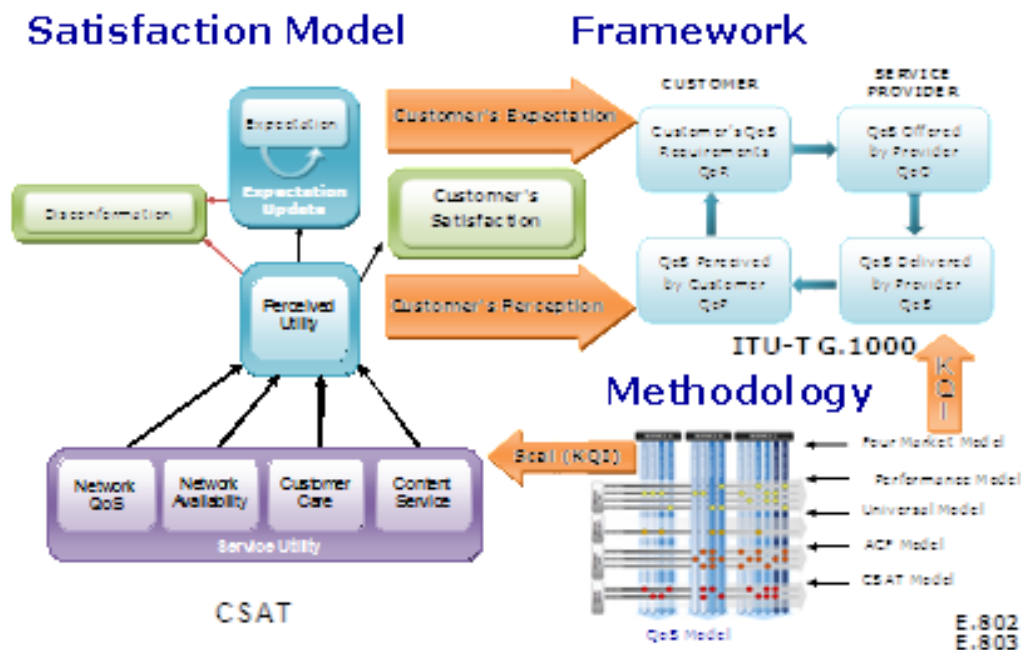 Satisfaction Model
Framework
CUSTOMER
SERVICE
PROVIDER
Expectation
Expectation
Update
Disconformation
Customer's Expectation
Customer's
Satisfaction
Customer's Perception
Perceived
Utility
Customer's QoS
Requirements
QoR
QoS Offered
by Provider
QoO
QoS Perceived
by Customer
QoP
QoS Delivered
by Provider
QoS
ITU-T G.1000
KQI
Methodology
Scal (KQI)
Network
QoS
Network
Availability
Customer
Care
Content
Service
Service Utility
CSAT
Four Market Model
Performance Model
Universal Model
ACF Model
CSAT Model
QoS Model
E.802
E.803